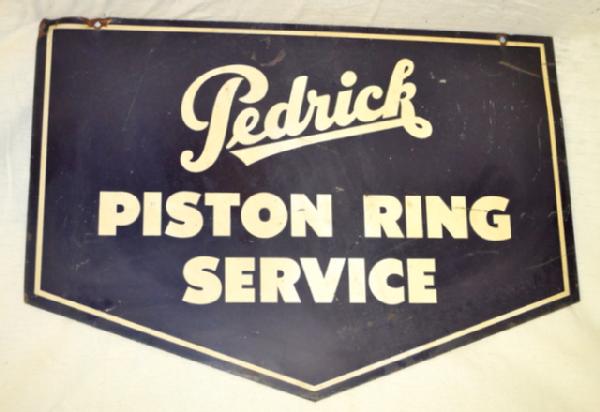 Pedrick
PISTON RING
SERVICE